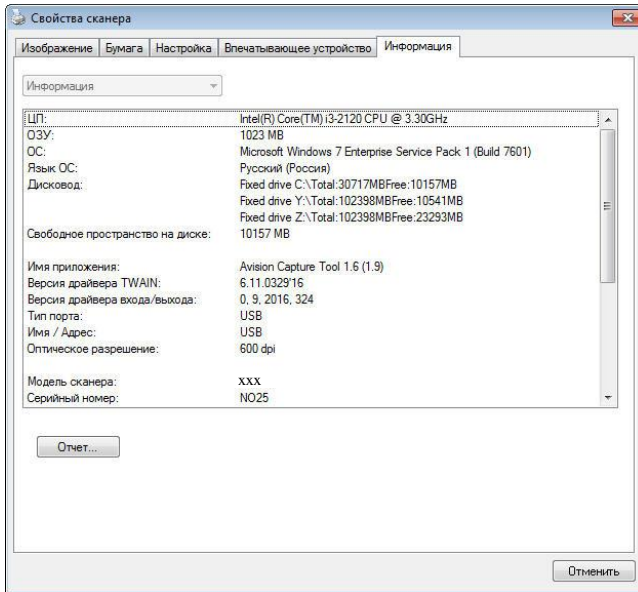 Свойства сканера
Изображение Бумага Настройка Впечатывающее устройство Информация
Информация
ЦП: Intel(R) Core(TM) i3-2120 CPU @ 3.30GHz
ОЗУ: 1023 MB
ОС: Microsoft Windows 7 Enterprise Service Pack 1 (Build 7601)
Язык ОС: Русский (Россия)
Дисковод: Fixed drive C:\Total:30717MBFree:10157MB
Fixed drive Y:\Total:102398MBFree:10541MB
Fixed drive Z:\Total:102398MBFree:23293MB
Свободное пространство на диске: 10157 MB
Имя приложения: Avision Capture Tool 1.6 (1.9)
Версия драйвера TWAIN: 6.11.0329'16
Версия драйвера входа/выхода: 0, 9, 2016, 324
Тип порта: USB
Имя / Адрес: USB
Оптическое разрешение: 600 dpi
Модель сканера: XXX
Серийный номер: NO25
Отчет...
Отменить